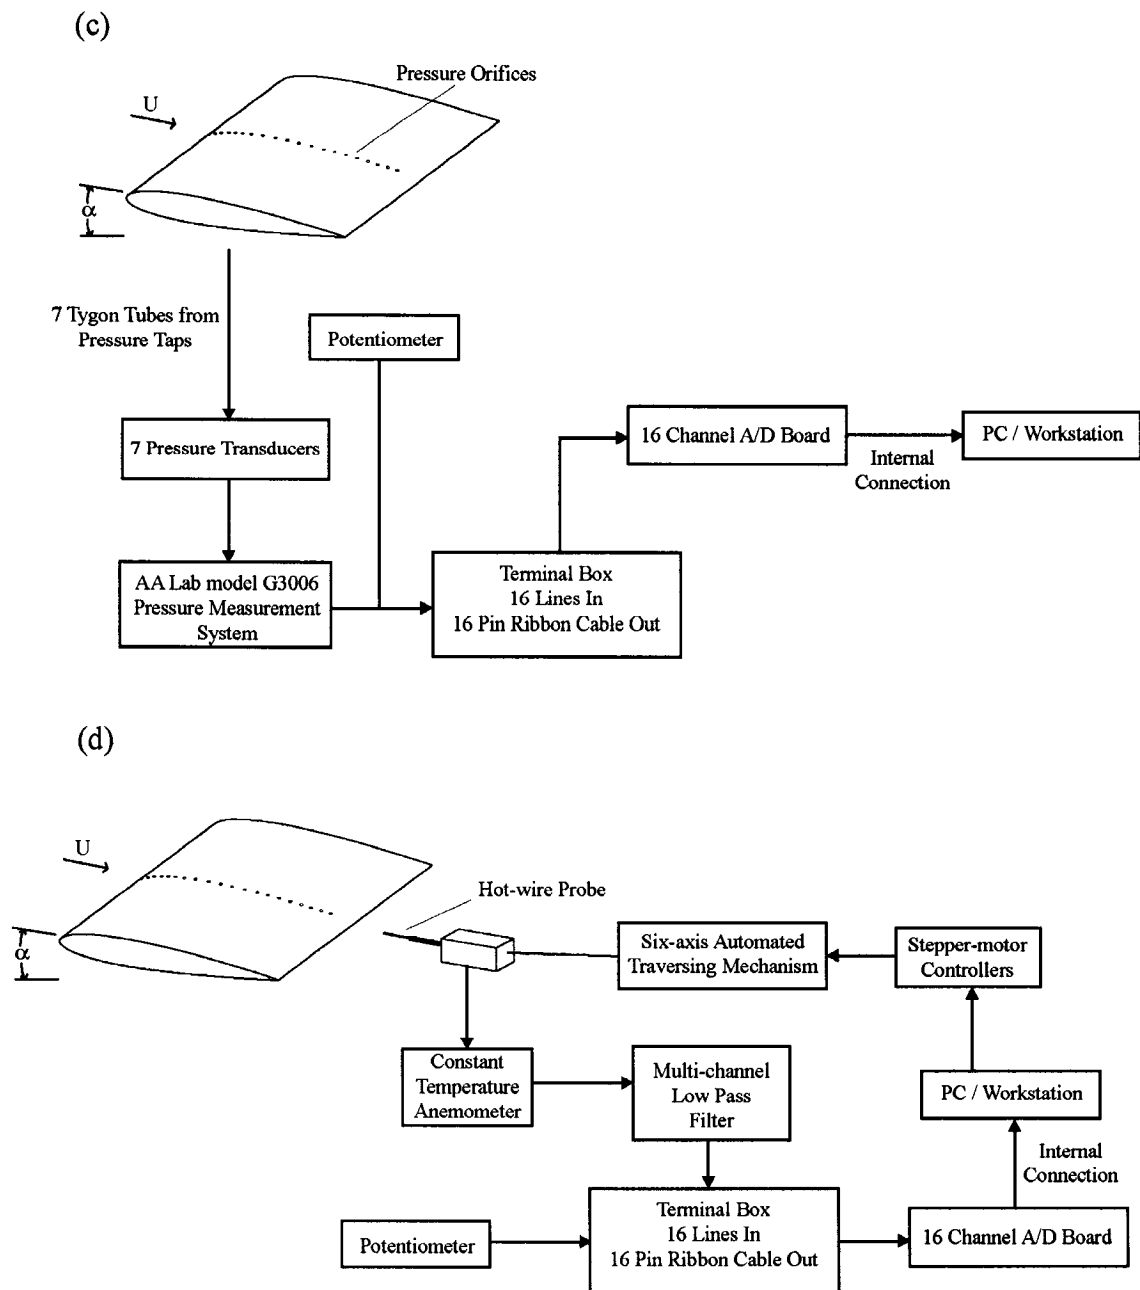 (c)
Pressure Orifices
U
α
7 Tygon Tubes from
Pressure Taps
Potentiometer
7 Pressure Transducers
16 Channel A/D Board
Internal
Connection
PC / Workstation
AA Lab model G3006
Pressure Measurement
System
Terminal Box
16 Lines In
16 Pin Ribbon Cable Out
(d)
U
α
Hot-wire Probe
Six-axis Automated
Traversing Mechanism
Stepper-motor
Controllers
Constant
Temperature
Anemometer
Multi-channel
Low Pass
Filter
PC / Workstation
Internal
Connection
Potentiometer
Terminal Box
16 Lines In
16 Pin Ribbon Cable Out
16 Channel A/D Board